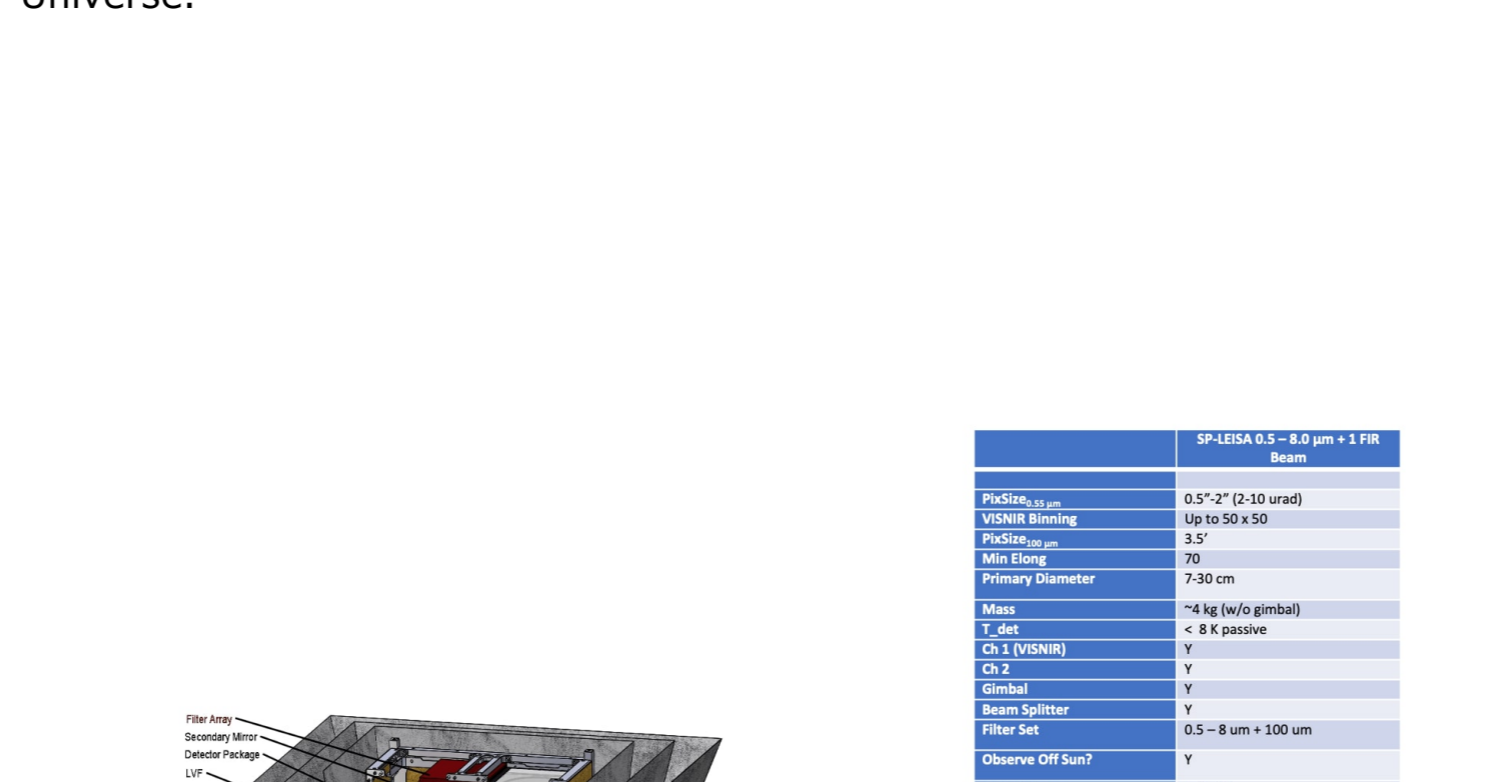 Universe.
SP-LEISA 0.5 – 8.0 µm + 1 FIR
Beam
PixSize0.55 µm 0.5”-2” (2-10 urad)
VISNIR Binning Up to 50 x 50
PixSize100 µm 3.5’
Min Elong 70
Primary Diameter 7-30 cm
Mass ~4 kg (w/o gimbal)
T_det < 8 K passive
Ch 1 (VISNIR) Y
Ch 2 Y
Gimbal Y
Beam Splitter Y
Filter Set 0.5 – 8 um + 100 um
Observe Off Sun? Y
Filter Array
Secondary Mirror
Detector Package
LVF